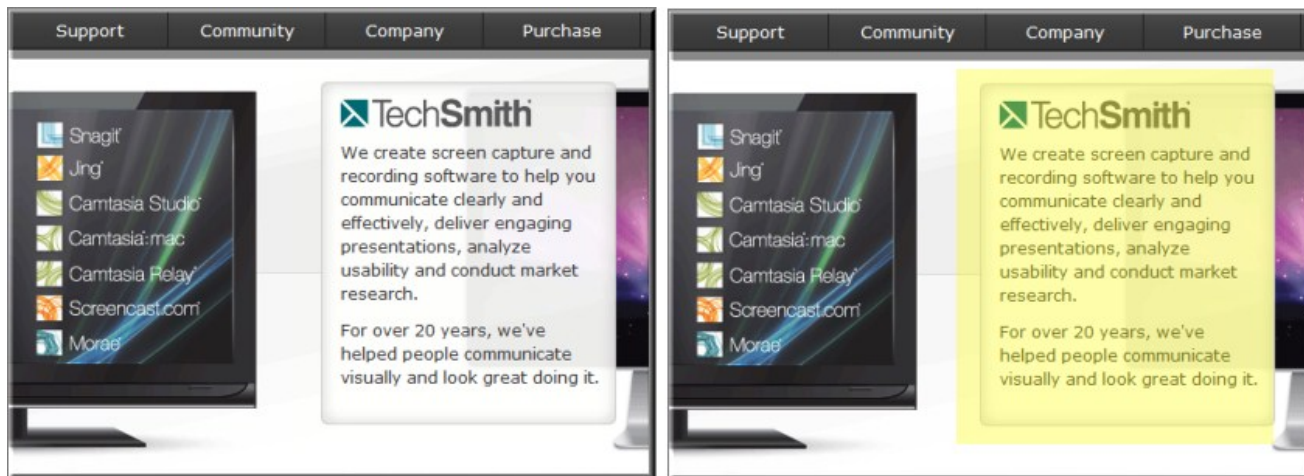 Support Community Company Purchase
Snagit
Jing
Camtasia Studio
Camtasia:mac
Camtasia Relay
Screencast.com
Morae
TechSmith
We create screen capture and
recording software to help you
communicate clearly and
effectively, deliver engaging
presentations, analyze
usability and conduct market
research.
For over 20 years, we've
helped people communicate
visually and look great doing it.
Support Community Company Purchase
Snagit
Jing
Camtasia Studio
Camtasia:mac
Camtasia Relay
Screencast.com
Morae
TechSmith
We create screen capture and
recording software to help you
communicate clearly and
effectively, deliver engaging
presentations, analyze
usability and conduct market
research.
For over 20 years, we've
helped people communicate
visually and look great doing it.